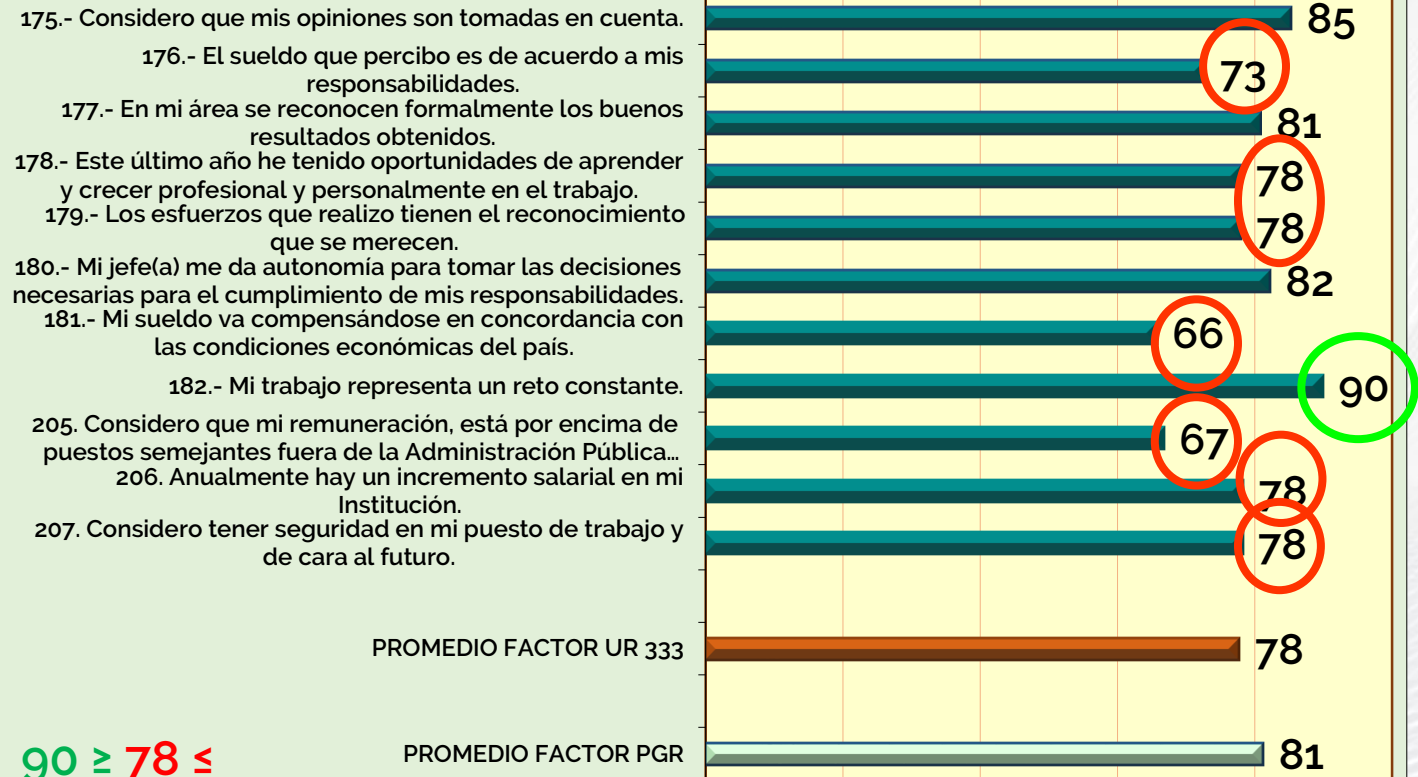 175.- Considero que mis opiniones son tomadas en cuenta.
85
176.- El sueldo que percibo es de acuerdo a mis
responsabilidades.
73
177.- En mi área se reconocen formalmente los buenos
resultados obtenidos.
81
178.- Este último año he tenido oportunidades de aprender
y crecer profesional y personalmente en el trabajo.
78
179.- Los esfuerzos que realizo tienen el reconocimiento
que se merecen.
78
180.- Mi jefe(a) me da autonomía para tomar las decisiones
necesarias para el cumplimiento de mis responsabilidades.
82
181.- Mi sueldo va compensándose en concordancia con
las condiciones económicas del país.
66
182.- Mi trabajo representa un reto constante.
90
205. Considero que mi remuneración, está por encima de
puestos semejantes fuera de la Administración Pública…
67
206. Anualmente hay un incremento salarial en mi
Institución.
78
207. Considero tener seguridad en mi puesto de trabajo y
de cara al futuro.
78
PROMEDIO FACTOR UR 333
78
PROMEDIO FACTOR PGR
81
90 ≥ 78 ≤